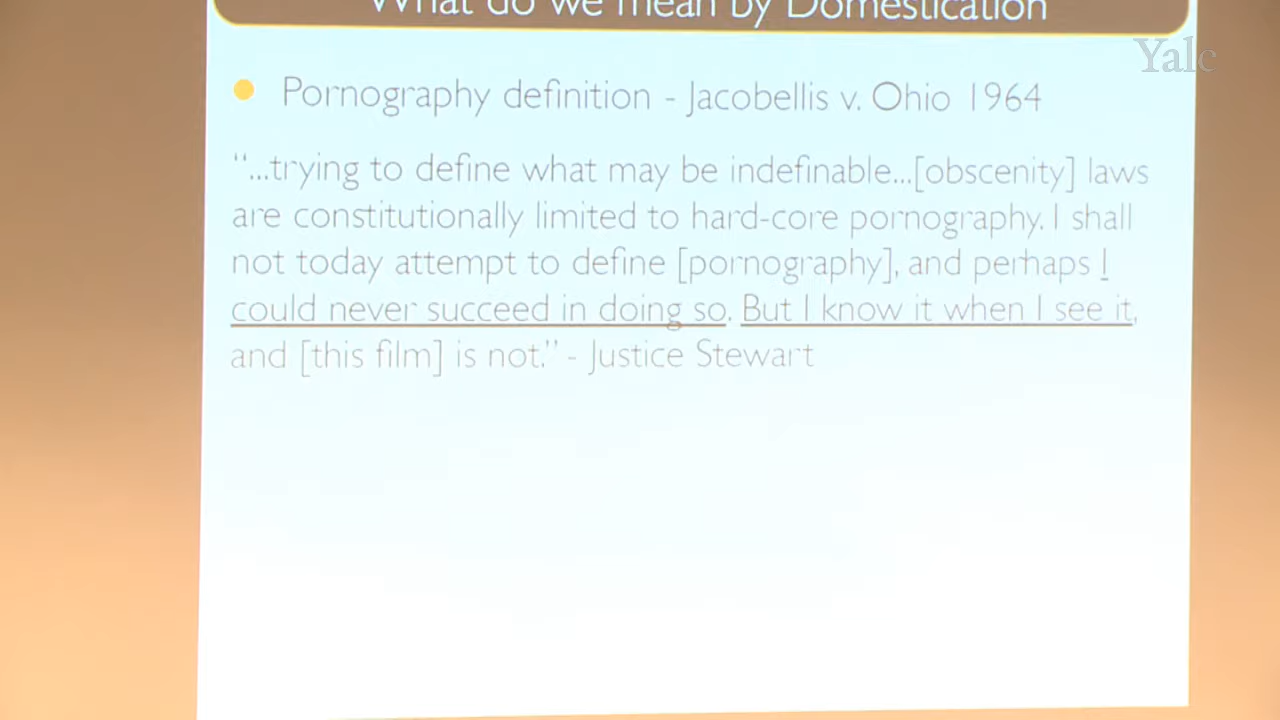 What do we mean by Domestication
Yale
Pornography definition - Jacobellis v. Ohio 1964
“...trying to define what may be indefinable...[obscenity] laws
are constitutionally limited to hard-core pornography. I shall
not today attempt to define [pornography], and perhaps I
could never succeed in doing so. But I know it when I see it,
and [this film] is not.” - Justice Stewart